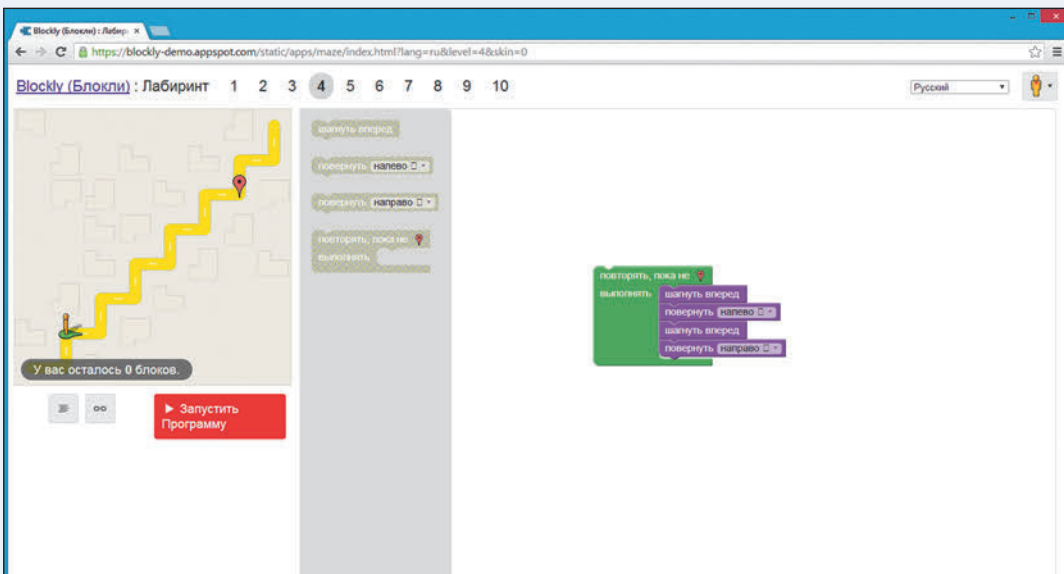 Blockly (Блокли) : Лабир
https://blockly-demo.appspot.com/static/apps/maze/index.html?lang=ru&level=4&skin=0
Blockly (Блокли) : Лабиринт 1 2 3 4 5 6 7 8 9 10
Русский
шагнуть вперед
повернуть налево
повернуть направо
повторять, пока не
выполнять
повторять, пока не
выполнять шагнуть вперед
повернуть налево
шагнуть вперед
повернуть направо
У вас осталось 0 блоков.
Запустить
Программу